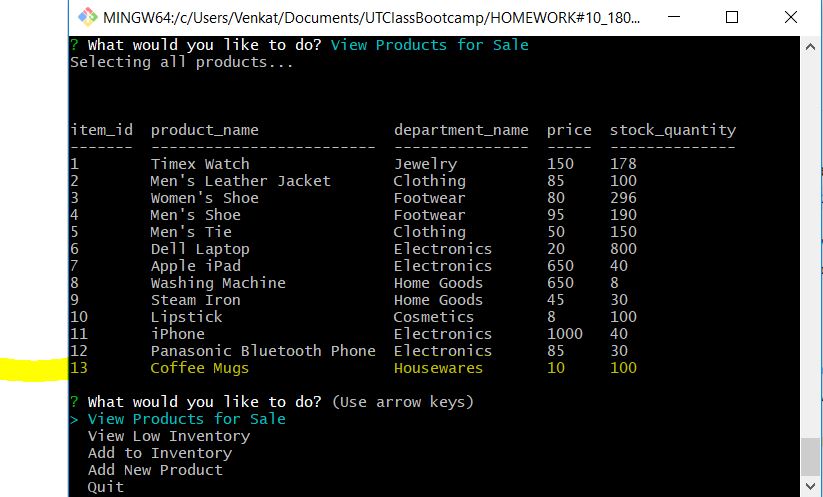 MINGW64:/c/Users/Venkat/Documents/UTClassBootcamp/HOMEWORK#10_180...
? What would you like to do? View Products for Sale
Selecting all products...
item_id  product_name               department_name  price  stock_quantity
-------  -------------------------  ---------------  -----  --------------
1        Timex Watch                Jewelry          150    178
2        Men's Leather Jacket       Clothing         85     100
3        Women's Shoe               Footwear         80     296
4        Men's Shoe                 Footwear         95     190
5        Men's Tie                  Clothing         50     150
6        Dell Laptop                Electronics      20     800
7        Apple iPad                 Electronics      650    40
8        Washing Machine            Home Goods       650    8
9        Steam Iron                 Home Goods       45     30
10       Lipstick                   Cosmetics        8      100
11       iPhone                     Electronics      1000   40
12       Panasonic Bluetooth Phone  Electronics      85     30
13       Coffee Mugs                Housewares       10     100
? What would you like to do? (Use arrow keys)
> View Products for Sale
  View Low Inventory
  Add to Inventory
  Add New Product
  Quit